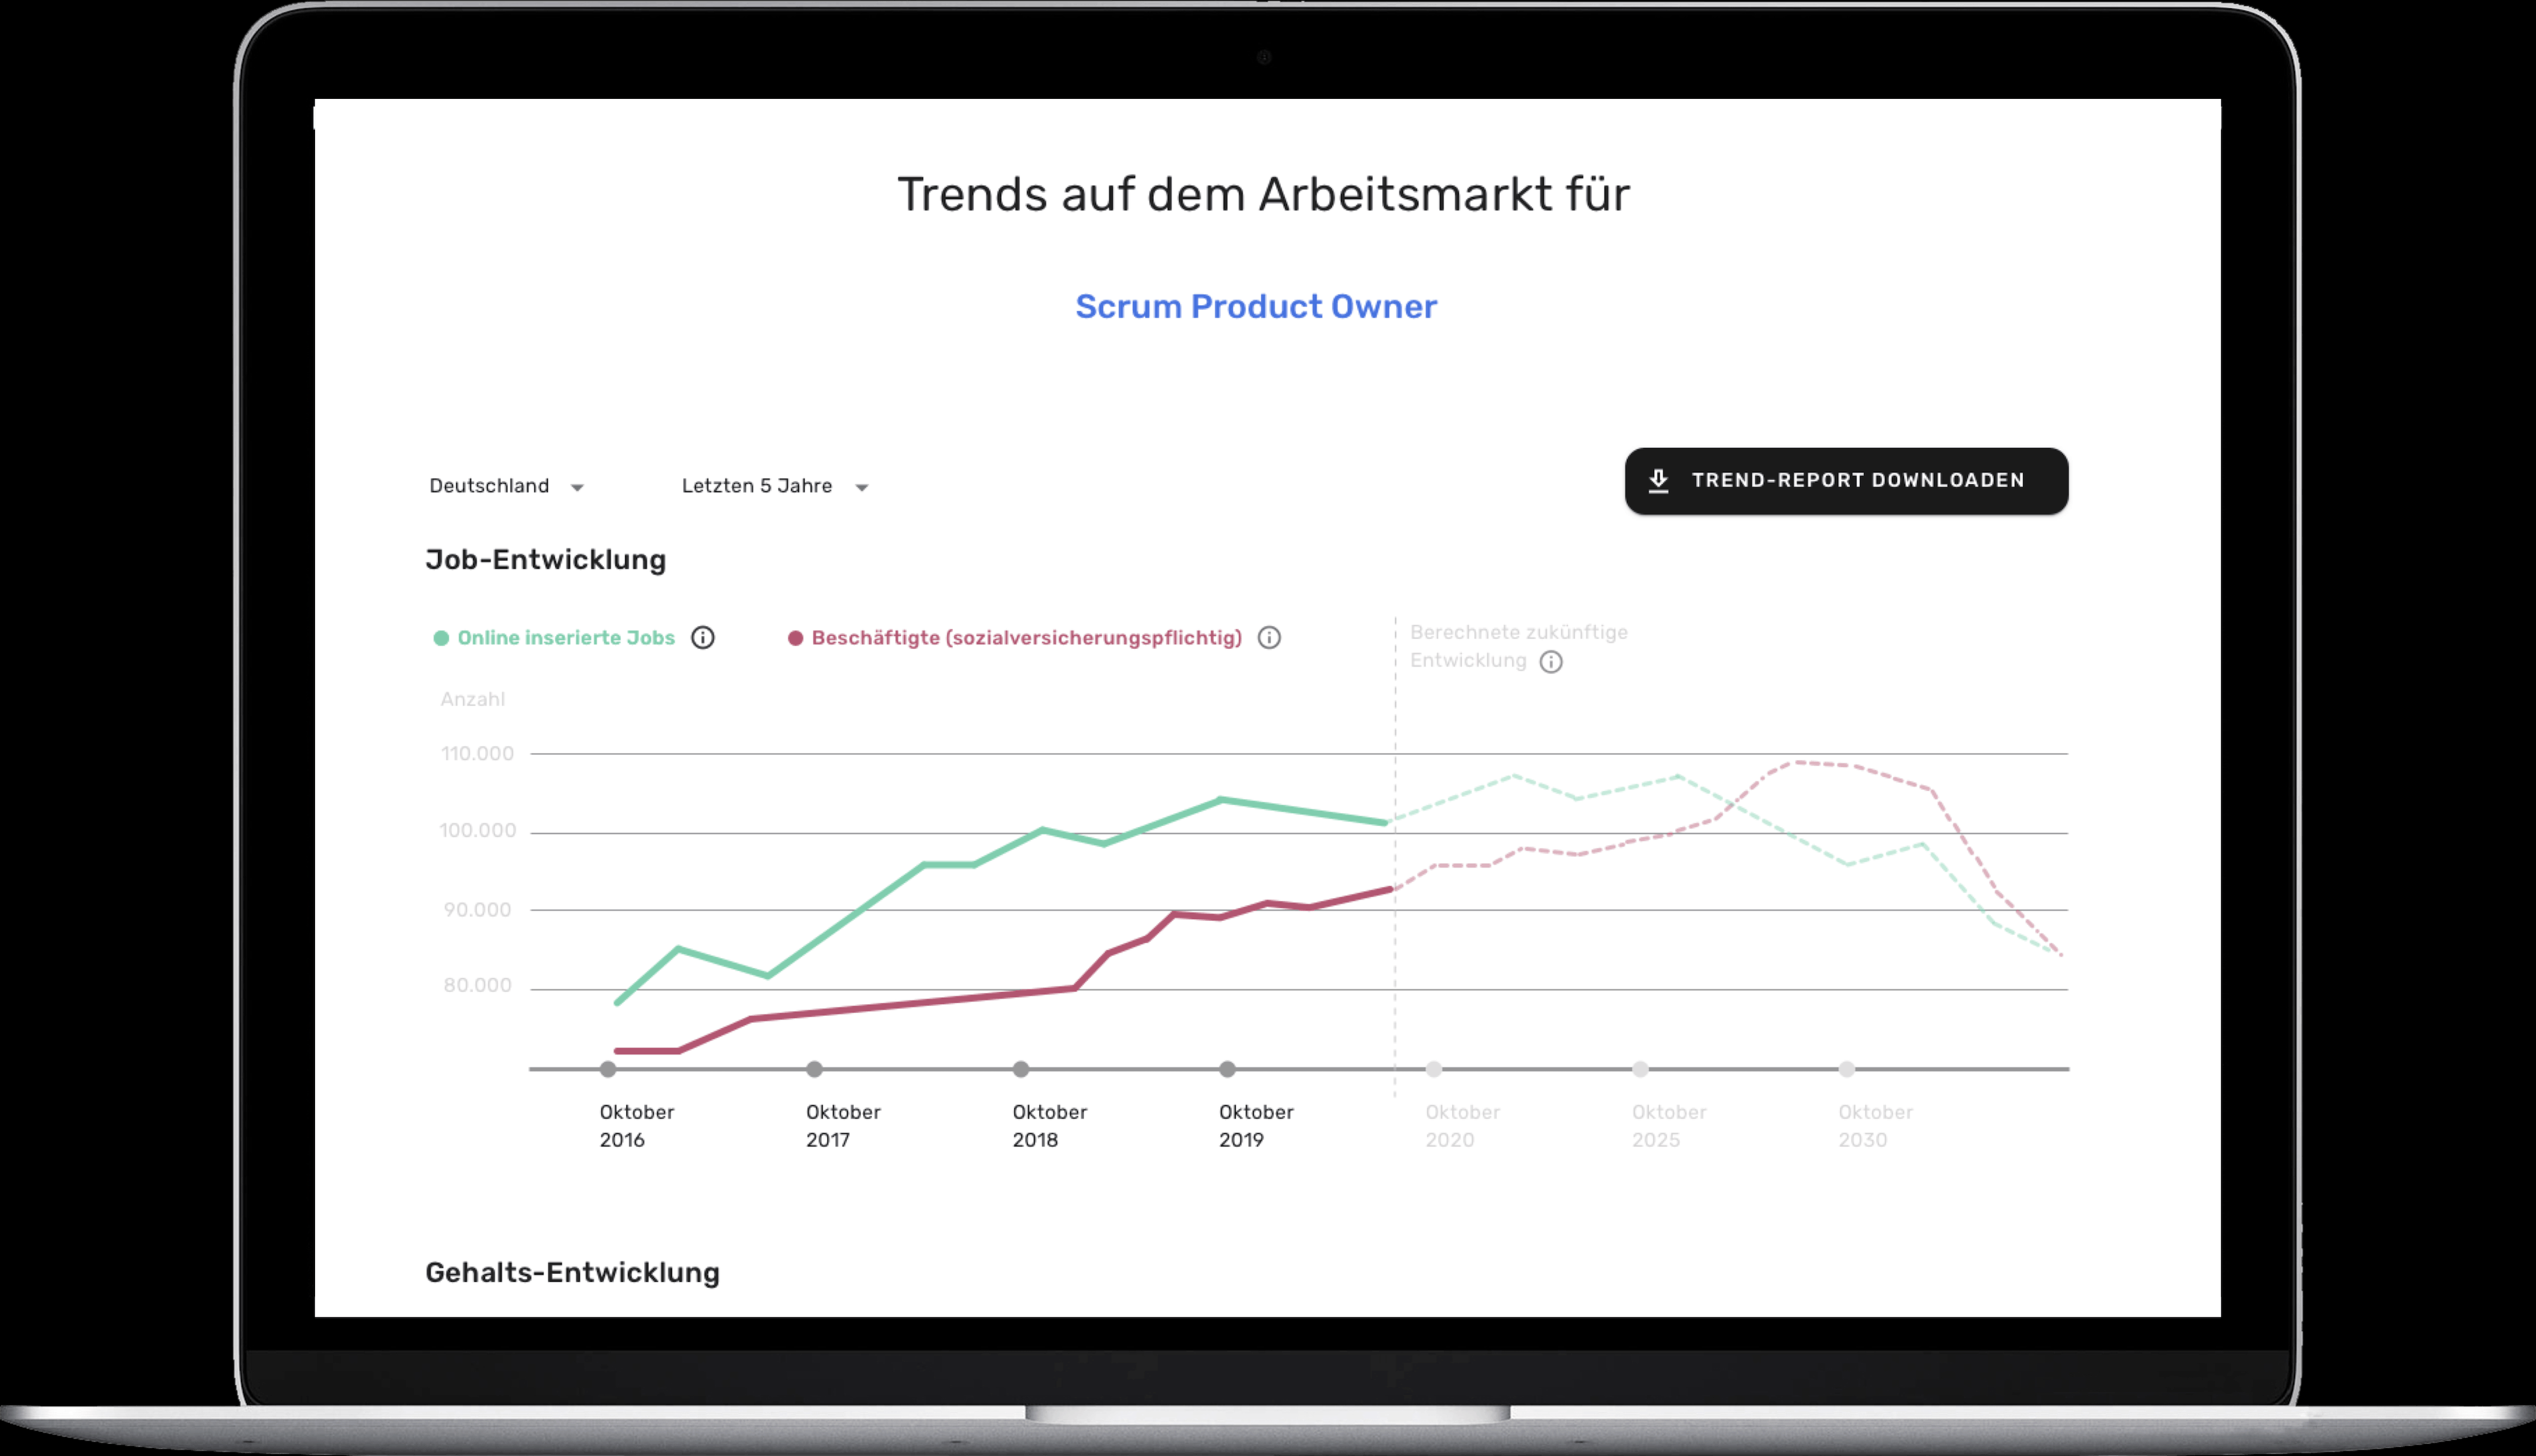 Trends auf dem Arbeitsmarkt für
Scrum Product Owner
Deutschland
Letzten 5 Jahre
TREND-REPORT DOWNLOADEN
Job-Entwicklung
Online inserierte Jobs
Beschäftigte (sozialversicherungspflichtig)
Berechnete zukünftige
Entwicklung
Anzahl
110.000
100.000
90.000
80.000
Oktober
2016
Oktober
2017
Oktober
2018
Oktober
2019
Oktober
2020
Oktober
2025
Oktober
2030
Gehalts-Entwicklung